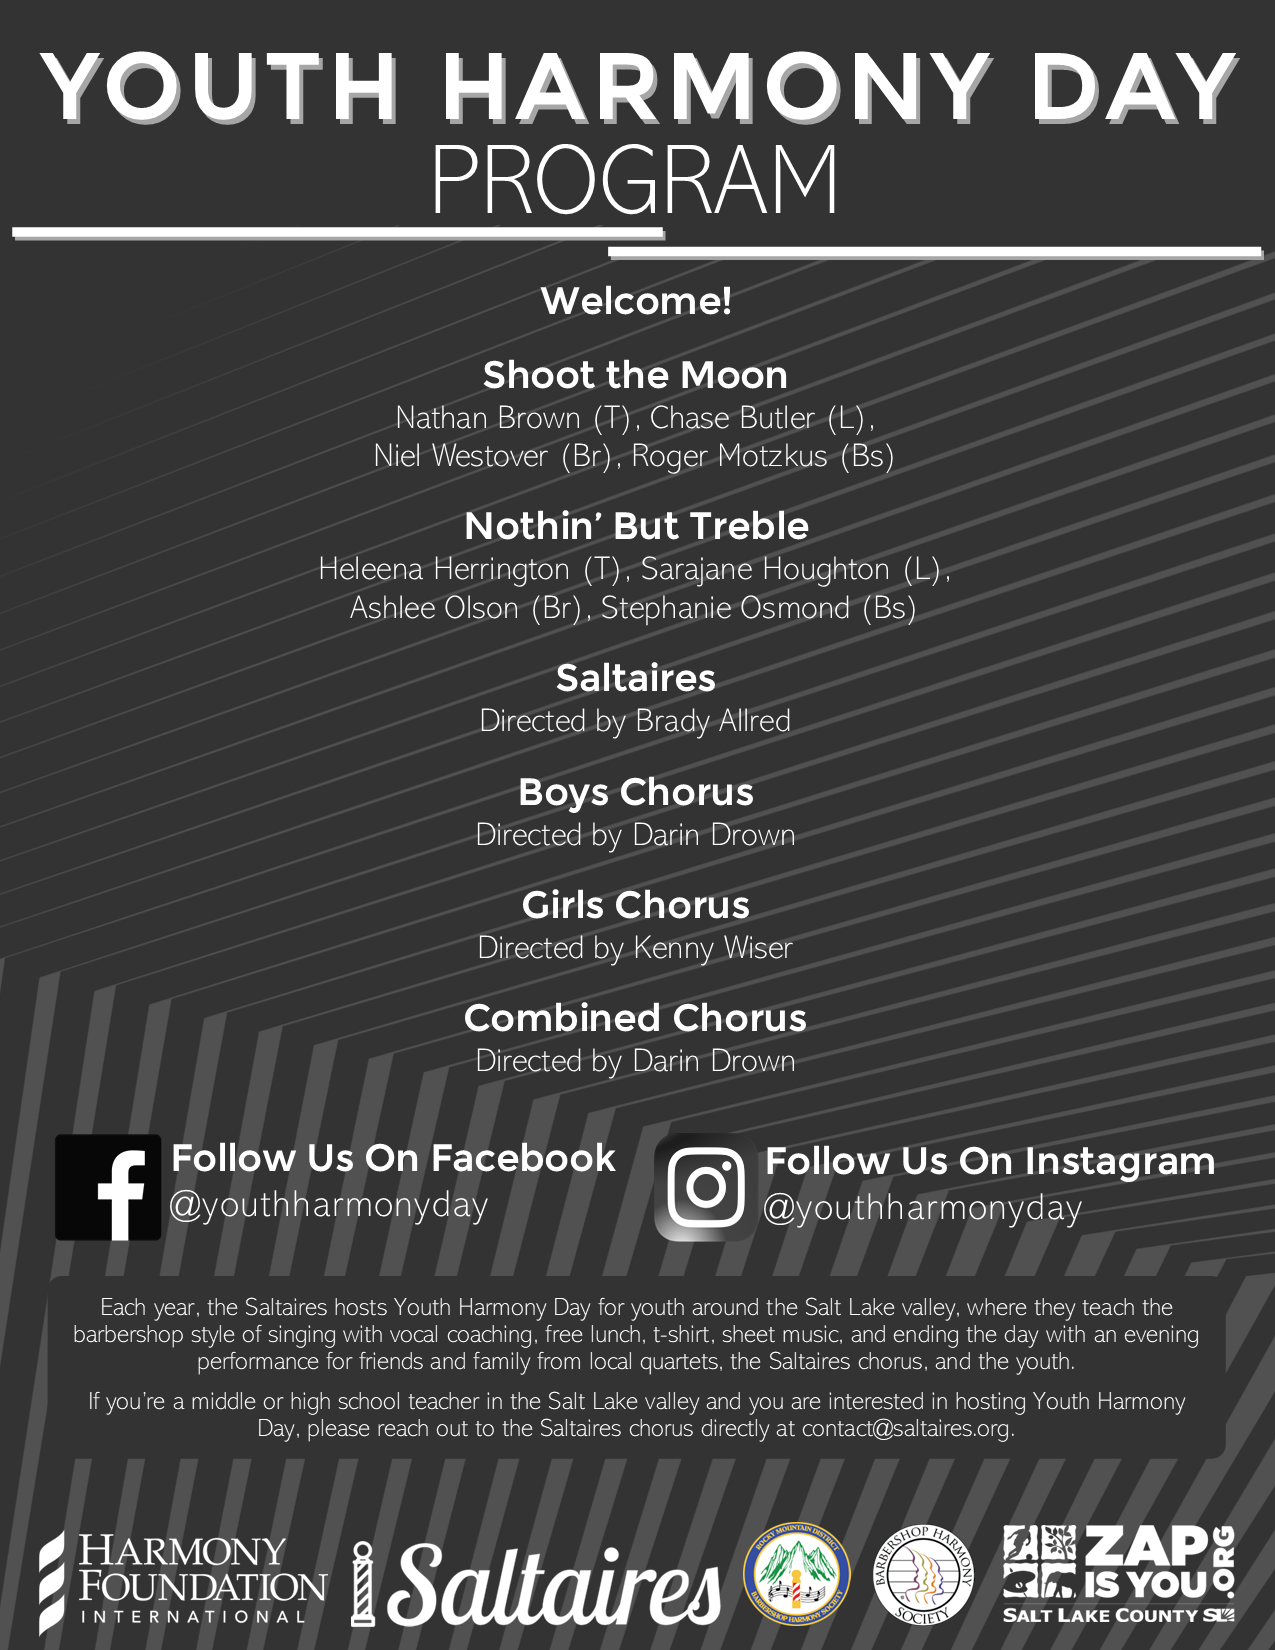 YOUTH HARMONY DAY
PROGRAM
Welcome!
Shoot the Moon
Nathan Brown (T), Chase Butler (L),
Niel Westover (Br), Roger Motzkus (Bs)
Nothin’ But Treble
Heleena Herrington (T), Sarajane Houghton (L),
Ashlee Olson (Br), Stephanie Osmond (Bs)
Saltaires
Directed by Brady Allred
Boys Chorus
Directed by Darin Drown
Girls Chorus
Directed by Kenny Wiser
Combined Chorus
Directed by Darin Drown
Follow Us On Facebook
@youthharmonyday
Follow Us On Instagram
@youthharmonyday
Each year, the Saltaires hosts Youth Harmony Day for youth around the Salt Lake valley, where they teach the
barbershop style of singing with vocal coaching, free lunch, t-shirt, sheet music, and ending the day with an evening
performance for friends and family from local quartets, the Saltaires chorus, and the youth.
If you’re a middle or high school teacher in the Salt Lake valley and you are interested in hosting Youth Harmony
Day, please reach out to the Saltaires chorus directly at contact@saltaires.org.
HARMONY
FOUNDATION
INTERNATIONAL
Saltaires
ROCKY MOUNTAIN DISTRICT
BARBERSHOP HARMONY SOCIETY
BARBERSHOP HARMONY
SOCIETY
ZAP
IS YOU
.ORG
SALT LAKE COUNTY SL